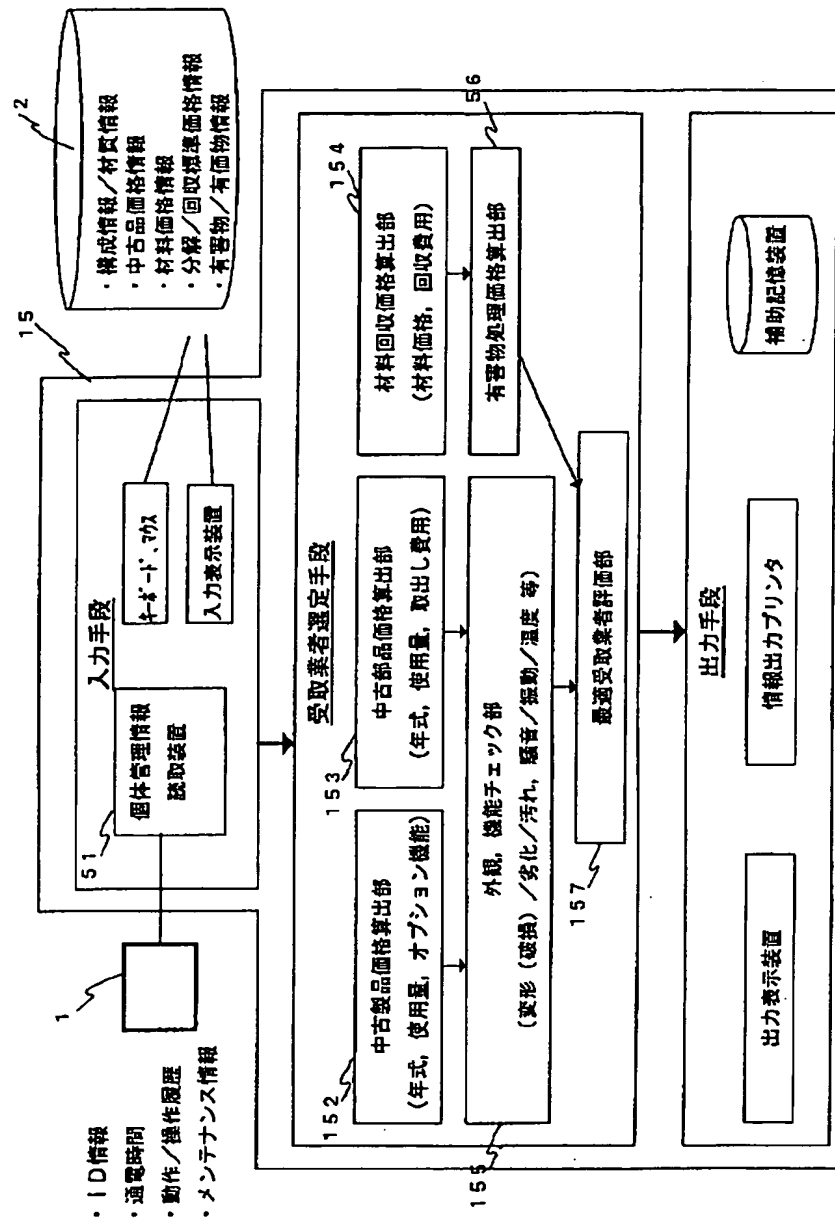 ・ID情報
・通電時間
・動作／操作履歴
・メンテナンス情報
1
入力手段
51
個体管理情報
読取装置
キーボード、マウス
入力表示装置
15
2
・構成情報／材質情報
・中古品価格情報
・材料価格情報
・分解／回収標準価格情報
・有害物／有価物情報
受取業者選定手段
152
中古製品価格算出部
(年式，使用量，オプション機能)
153
中古部品価格算出部
(年式，使用量，取出し費用)
154
材料回収価格算出部
(材料価格，回収費用)
155
外観，機能チェック部
(変形（破損）／劣化／汚れ，騒音／振動／温度 等)
56
有害物処理価格算出部
157
最適受取業者評価部
出力手段
出力表示装置
情報出力プリンタ
補助記憶装置